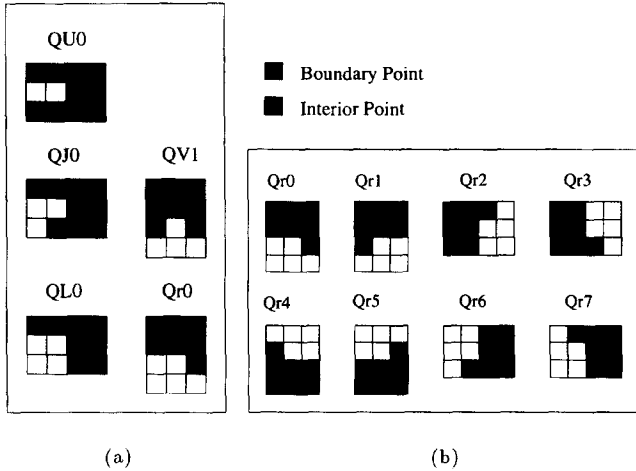 QU0
Boundary Point
Interior Point
QJ0 QV1
QL0 Qr0
Qr0 Qr1 Qr2 Qr3
Qr4 Qr5 Qr6 Qr7
(a) (b)